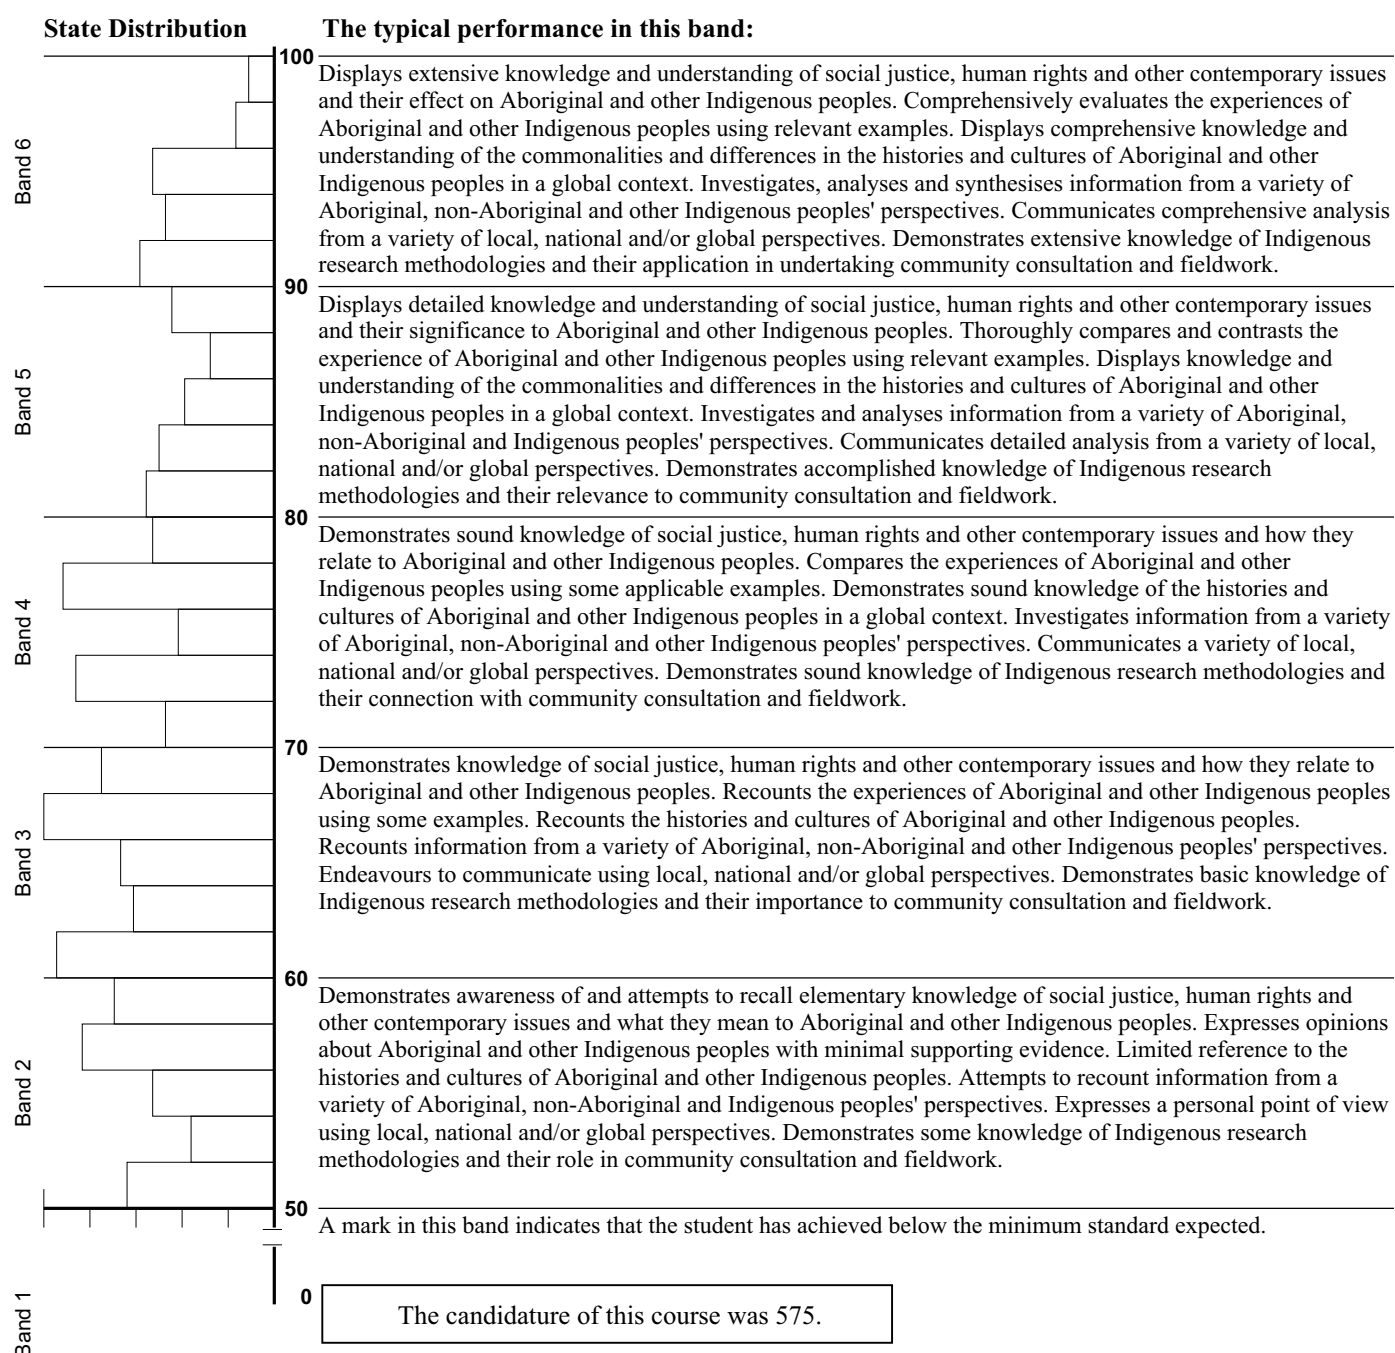 State Distribution
The typical performance in this band:
100
Band 6
Displays extensive knowledge and understanding of social justice, human rights and other contemporary issues
and their effect on Aboriginal and other Indigenous peoples. Comprehensively evaluates the experiences of
Aboriginal and other Indigenous peoples using relevant examples. Displays comprehensive knowledge and
understanding of the commonalities and differences in the histories and cultures of Aboriginal and other
Indigenous peoples in a global context. Investigates, analyses and synthesises information from a variety of
Aboriginal, non-Aboriginal and other Indigenous peoples' perspectives. Communicates comprehensive analysis
from a variety of local, national and/or global perspectives. Demonstrates extensive knowledge of Indigenous
research methodologies and their application in undertaking community consultation and fieldwork.
90
Band 5
Displays detailed knowledge and understanding of social justice, human rights and other contemporary issues
and their significance to Aboriginal and other Indigenous peoples. Thoroughly compares and contrasts the
experience of Aboriginal and other Indigenous peoples using relevant examples. Displays knowledge and
understanding of the commonalities and differences in the histories and cultures of Aboriginal and other
Indigenous peoples in a global context. Investigates and analyses information from a variety of Aboriginal,
non-Aboriginal and Indigenous peoples' perspectives. Communicates detailed analysis from a variety of local,
national and/or global perspectives. Demonstrates accomplished knowledge of Indigenous research
methodologies and their relevance to community consultation and fieldwork.
80
Band 4
Demonstrates sound knowledge of social justice, human rights and other contemporary issues and how they
relate to Aboriginal and other Indigenous peoples. Compares the experiences of Aboriginal and other
Indigenous peoples using some applicable examples. Demonstrates sound knowledge of the histories and
cultures of Aboriginal and other Indigenous peoples in a global context. Investigates information from a variety
of Aboriginal, non-Aboriginal and other Indigenous peoples' perspectives. Communicates a variety of local,
national and/or global perspectives. Demonstrates sound knowledge of Indigenous research methodologies and
their connection with community consultation and fieldwork.
70
Band 3
Demonstrates knowledge of social justice, human rights and other contemporary issues and how they relate to
Aboriginal and other Indigenous peoples. Recounts the experiences of Aboriginal and other Indigenous peoples
using some examples. Recounts the histories and cultures of Aboriginal and other Indigenous peoples.
Recounts information from a variety of Aboriginal, non-Aboriginal and other Indigenous peoples' perspectives.
Endeavours to communicate using local, national and/or global perspectives. Demonstrates basic knowledge of
Indigenous research methodologies and their importance to community consultation and fieldwork.
60
Band 2
Demonstrates awareness of and attempts to recall elementary knowledge of social justice, human rights and
other contemporary issues and what they mean to Aboriginal and other Indigenous peoples. Expresses opinions
about Aboriginal and other Indigenous peoples with minimal supporting evidence. Limited reference to the
histories and cultures of Aboriginal and other Indigenous peoples. Attempts to recount information from a
variety of Aboriginal, non-Aboriginal and Indigenous peoples' perspectives. Expresses a personal point of view
using local, national and/or global perspectives. Demonstrates some knowledge of Indigenous research
methodologies and their role in community consultation and fieldwork.
50
A mark in this band indicates that the student has achieved below the minimum standard expected.
0
Band 1
The candidature of this course was 575.